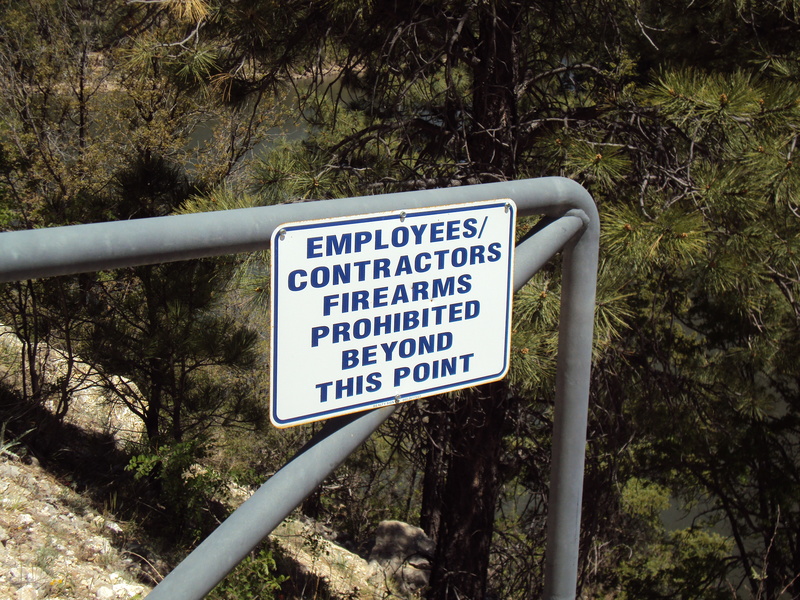 EMPLOYEES/
CONTRACTORS
FIREARMS
PROHIBITED
BEYOND
THIS POINT